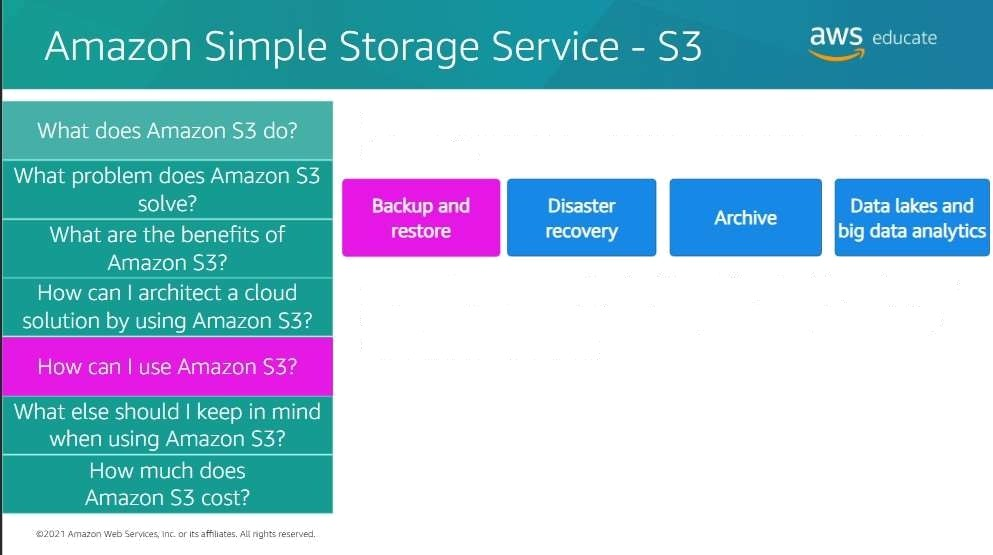 Amazon Simple Storage Service - S3
aws educate
What does Amazon S3 do?
What problem does Amazon S3
solve?
What are the benefits of
Amazon S3?
How can I architect a cloud
solution by using Amazon S3?
How can I use Amazon S3?
What else should I keep in mind
when using Amazon S3?
How much does
Amazon S3 cost?
Backup and
restore
Disaster
recovery
Archive
Data lakes and
big data analytics
©2021 Amazon Web Services, Inc. or its affiliates. All rights reserved.